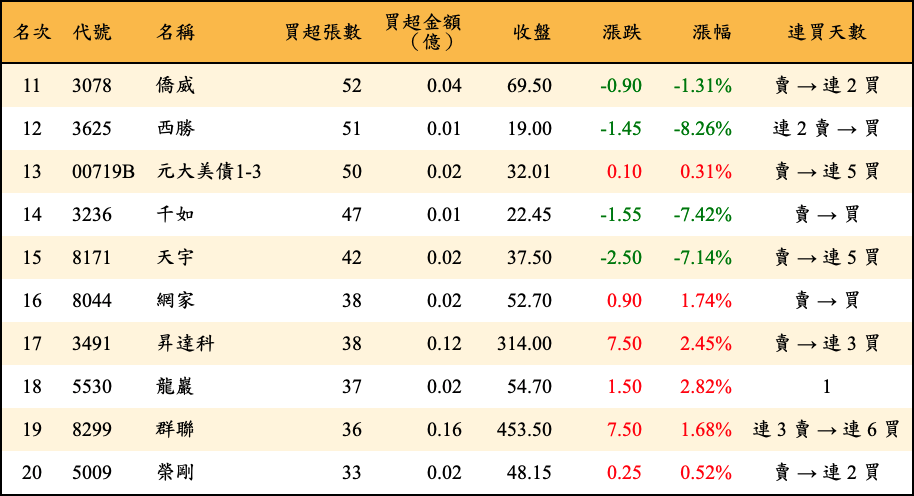 名次 代號 名稱 買超張數 買超金額（億） 收盤 漲跌 漲幅 連買天數
11 3078 僑威 52 0.04 69.50 -0.90 -1.31% 賣 → 連 2 買
12 3625 西勝 51 0.01 19.00 -1.45 -8.26% 連 2 賣 → 買
13 00719B 元大美債1-3 50 0.02 32.01 0.10 0.31% 賣 → 連 5 買
14 3236 千如 47 0.01 22.45 -1.55 -7.42% 賣 → 買
15 8171 天宇 42 0.02 37.50 -2.50 -7.14% 賣 → 連 5 買
16 8044 網家 38 0.02 52.70 0.90 1.74% 賣 → 買
17 3491 昇達科 38 0.12 314.00 7.50 2.45% 賣 → 連 3 買
18 5530 龍巖 37 0.02 54.70 1.50 2.82% 1
19 8299 群聯 36 0.16 453.50 7.50 1.68% 連 3 賣 → 連 6 買
20 5009 榮剛 33 0.02 48.15 0.25 0.52% 賣 → 連 2 買